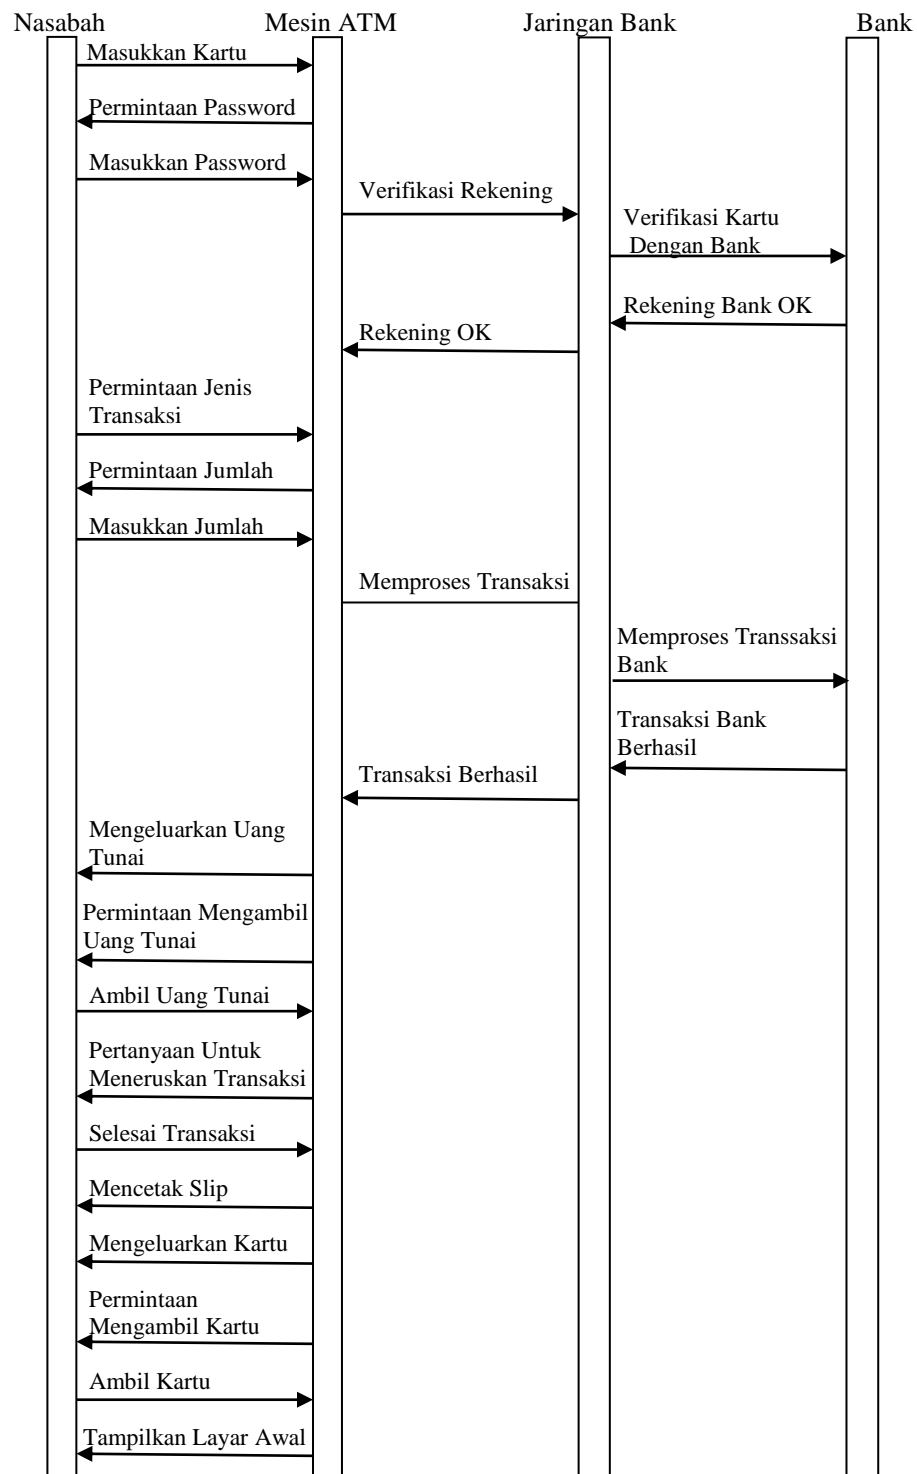 Nasabah
Mesin ATM
Jaringan Bank
Bank
Masukkan Kartu
Permintaan Password
Masukkan Password
Verifikasi Rekening
Verifikasi Kartu
Dengan Bank
Rekening Bank OK
Rekening OK
Permintaan Jenis
Transaksi
Permintaan Jumlah
Masukkan Jumlah
Memproses Transaksi
Memproses Transsaksi
Bank
Transaksi Bank
Berhasil
Transaksi Berhasil
Mengeluarkan Uang
Tunai
Permintaan Mengambil
Uang Tunai
Ambil Uang Tunai
Pertanyaan Untuk
Meneruskan Transaksi
Selesai Transaksi
Mencetak Slip
Mengeluarkan Kartu
Permintaan
Mengambil Kartu
Ambil Kartu
Tampilkan Layar Awal